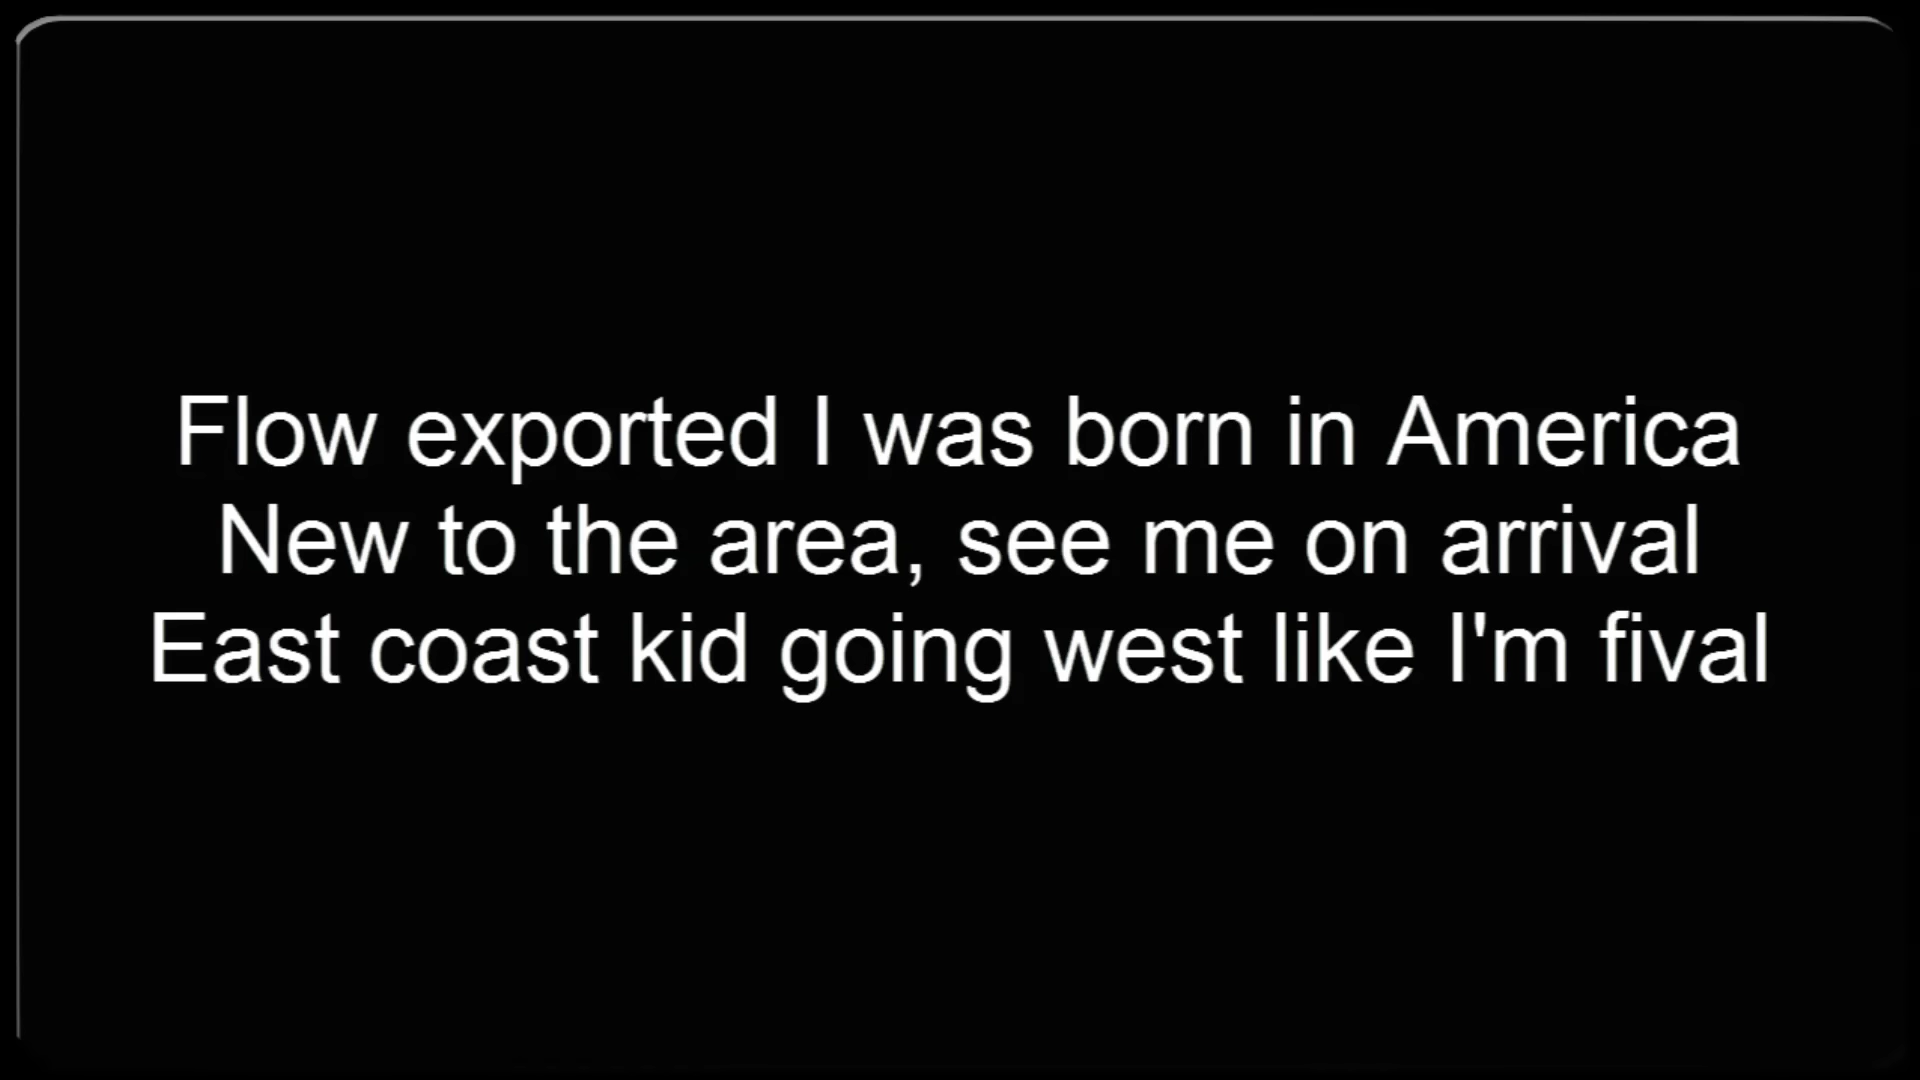 Flow exported I was born in America
New to the area, see me on arrival
East coast kid going west like I'm fival